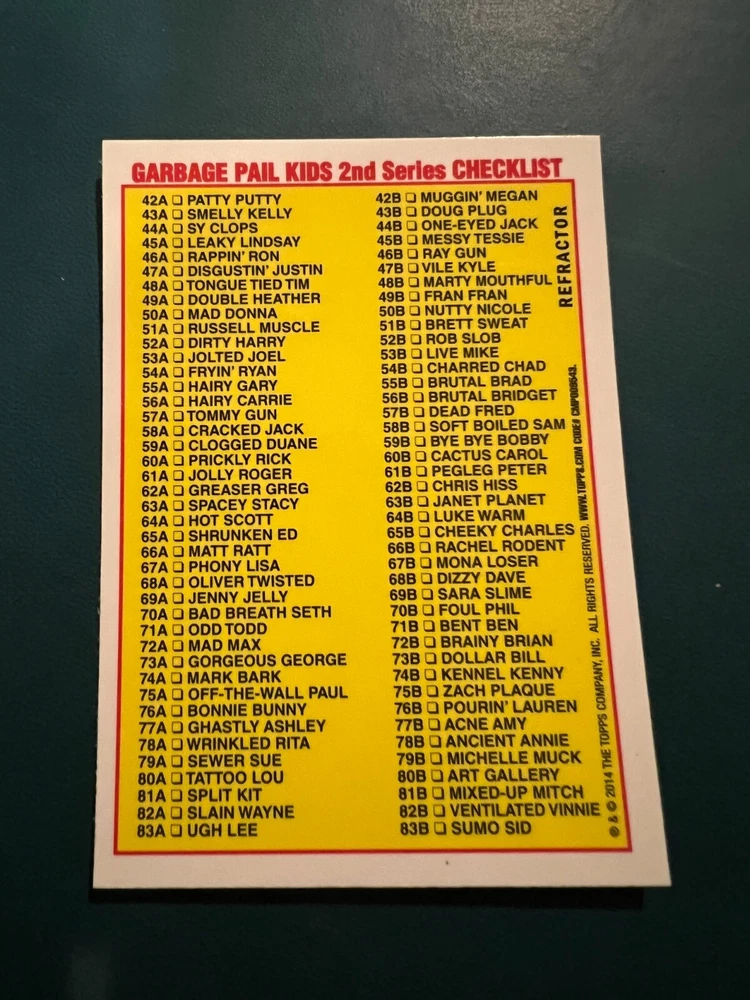 GARBAGE PAIL KIDS 2nd Series CHECKLIST
42A ❏ PATTY PUTTY
43A ❏ SMELLY KELLY
44A ❏ SY CLOPS
45A ❏ LEAKY LINDSAY
46A ❏ RAPPIN' RON
47A ❏ DISGUSTIN' JUSTIN
48A ❏ TONGUE TIED TIM
49A ❏ DOUBLE HEATHER
50A ❏ MAD DONNA
51A ❏ RUSSELL MUSCLE
52A ❏ DIRTY HARRY
53A ❏ JOLTED JOEL
54A ❏ FRYIN' RYAN
55A ❏ HAIRY GARY
56A ❏ HAIRY CARRIE
57A ❏ TOMMY GUN
58A ❏ CRACKED JACK
59A ❏ CLOGGED DUANE
60A ❏ PRICKLY RICK
61A ❏ JOLLY ROGER
62A ❏ GREASER GREG
63A ❏ SPACEY STACY
64A ❏ HOT SCOTT
65A ❏ SHRUNKEN ED
66A ❏ MATT RATT
67A ❏ PHONY LISA
68A ❏ OLIVER TWISTED
69A ❏ JENNY JELLY
70A ❏ BAD BREATH SETH
71A ❏ ODD TODD
72A ❏ MAD MAX
73A ❏ GORGEOUS GEORGE
74A ❏ MARK BARK
75A ❏ OFF-THE-WALL PAUL
76A ❏ BONNIE BUNNY
77A ❏ GHASTLY ASHLEY
78A ❏ WRINKLED RITA
79A ❏ SEWER SUE
80A ❏ TATTOO LOU
81A ❏ SPLIT KIT
82A ❏ SLAIN WAYNE
83A ❏ UGH LEE
42B ❏ MUGGIN' MEGAN
43B ❏ DOUG PLUG
44B ❏ ONE-EYED JACK
45B ❏ MESSY TESSIE
46B ❏ RAY GUN
47B ❏ VILE KYLE
48B ❏ MARTY MOUTHFUL
49B ❏ FRAN FRAN
50B ❏ NUTTY NICOLE
51B ❏ BRETT SWEAT
52B ❏ ROB SLOB
53B ❏ LIVE MIKE
54B ❏ CHARRED CHAD
55B ❏ BRUTAL BRAD
56B ❏ BRUTAL BRIDGET
57B ❏ DEAD FRED
58B ❏ SOFT BOILED SAM
59B ❏ BYE BYE BOBBY
60B ❏ CACTUS CAROL
61B ❏ PEGLEG PETER
62B ❏ CHRIS HISS
63B ❏ JANET PLANET
64B ❏ LUKE WARM
65B ❏ CHEEKY CHARLES
66B ❏ RACHEL RODENT
67B ❏ MONA LOSER
68B ❏ DIZZY DAVE
69B ❏ SARA SLIME
70B ❏ FOUL PHIL
71B ❏ BENT BEN
72B ❏ BRAINY BRIAN
73B ❏ DOLLAR BILL
74B ❏ KENNEL KENNY
75B ❏ ZACH PLAQUE
76B ❏ POURIN' LAUREN
77B ❏ ACNE AMY
78B ❏ ANCIENT ANNIE
79B ❏ MICHELLE MUCK
80B ❏ ART GALLERY
81B ❏ MIXED-UP MITCH
82B ❏ VENTILATED VINNIE
83B ❏ SUMO SID
REFRACTOR
® & © 2014 THE TOPPS COMPANY, INC. ALL RIGHTS RESERVED. WWW.TOPPS.COM CODE# CMP009543.